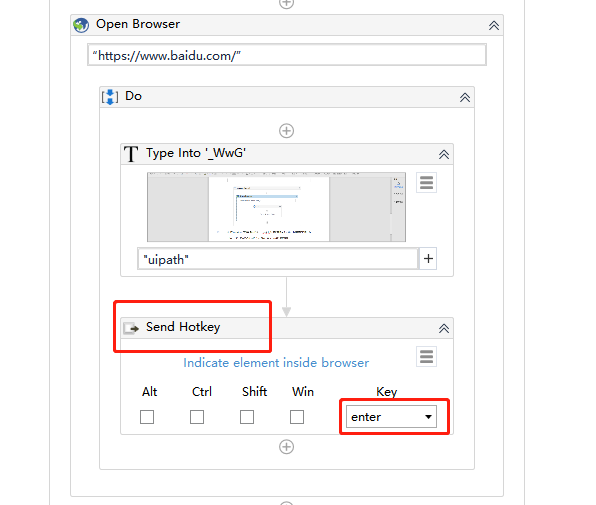 Open Browser
“https://www.baidu.com/”
Do
Type Into '_WwG'
"uipath"
+
Send Hotkey
Indicate element inside browser
Alt Ctrl Shift Win Key
enter